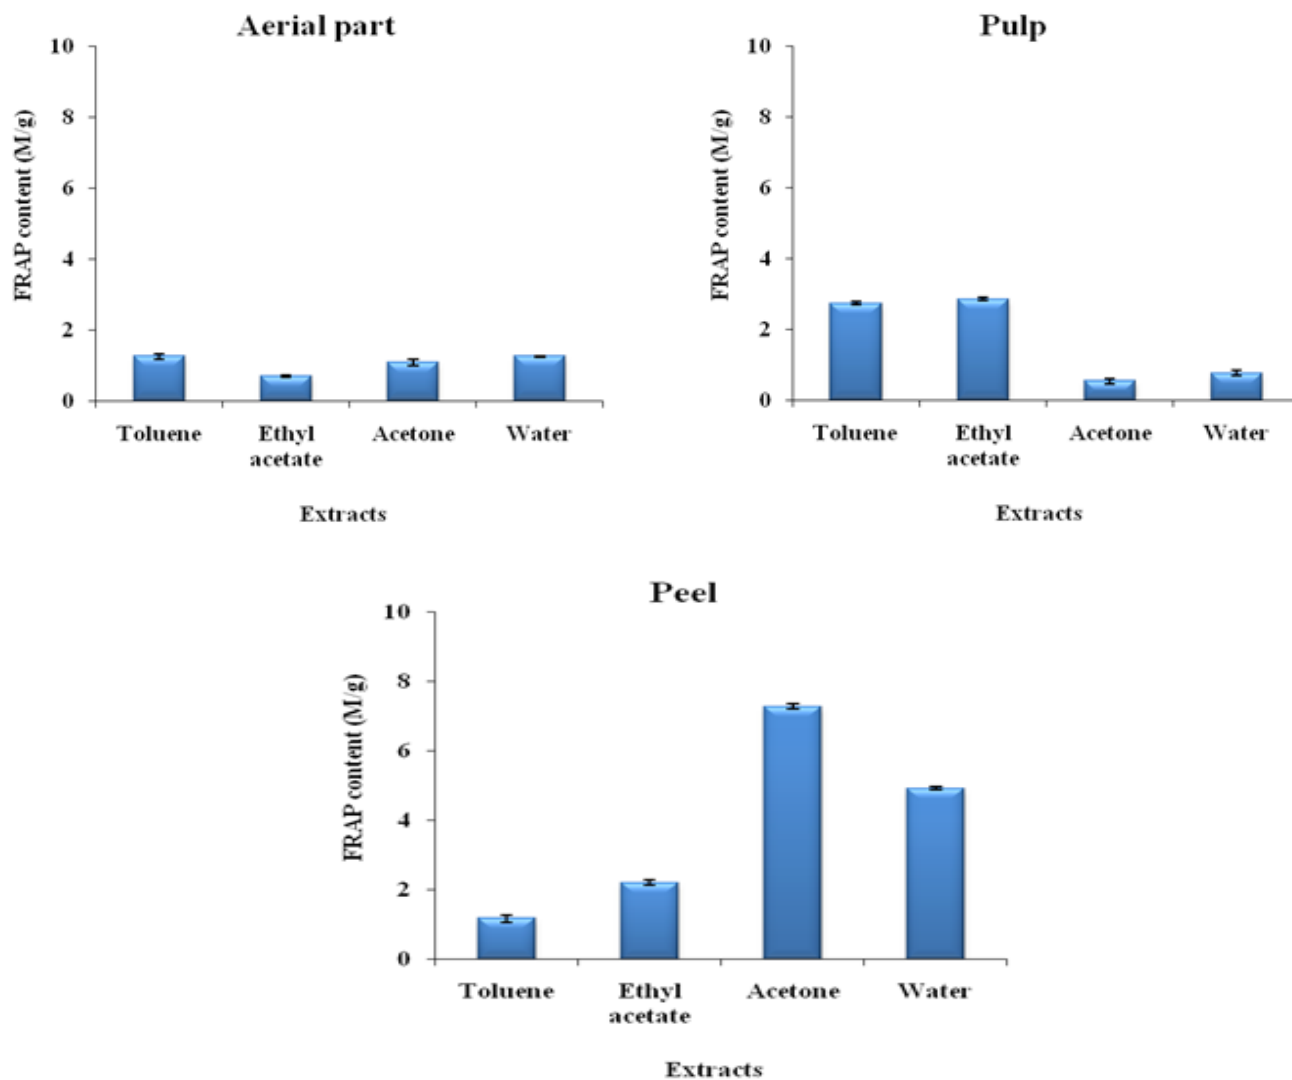 Aerial part
10
8
6
4
2
0
FRAP content (M/g)
Toluene
Ethyl
acetate
Acetone
Water
Extracts
Pulp
10
8
6
4
2
0
FRAP content (M/g)
Toluene
Ethyl
acetate
Acetone
Water
Extracts
Peel
10
8
6
4
2
0
FRAP content (M/g)
Toluene
Ethyl
acetate
Acetone
Water
Extracts